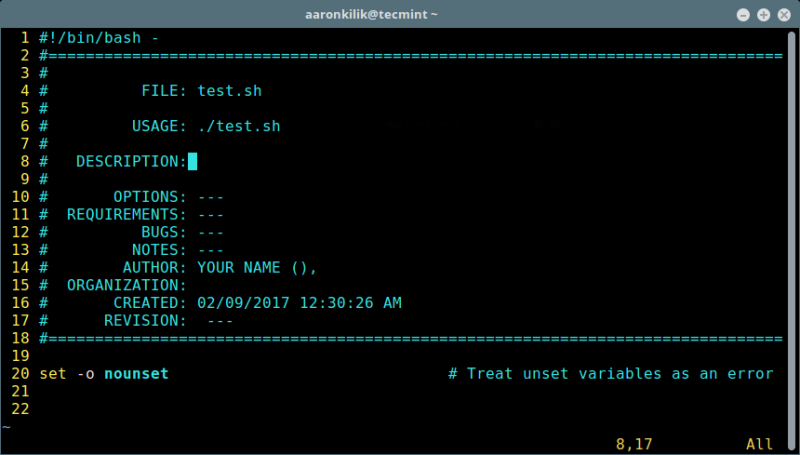 aaronkilik@tecmint ~
1 #!/bin/bash -
2 #===============================================================================
3 #
4 #          FILE: test.sh
5 #
6 #         USAGE: ./test.sh
7 #
8 #   DESCRIPTION:
9 #
10 #       OPTIONS: ---
11 #  REQUIREMENTS: ---
12 #          BUGS: ---
13 #         NOTES: ---
14 #        AUTHOR: YOUR NAME (),
15 #  ORGANIZATION:
16 #       CREATED: 02/09/2017 12:30:26 AM
17 #      REVISION:  ---
18 #===============================================================================
19
20 set -o nounset                              # Treat unset variables as an error
21
22
~
8,17          All